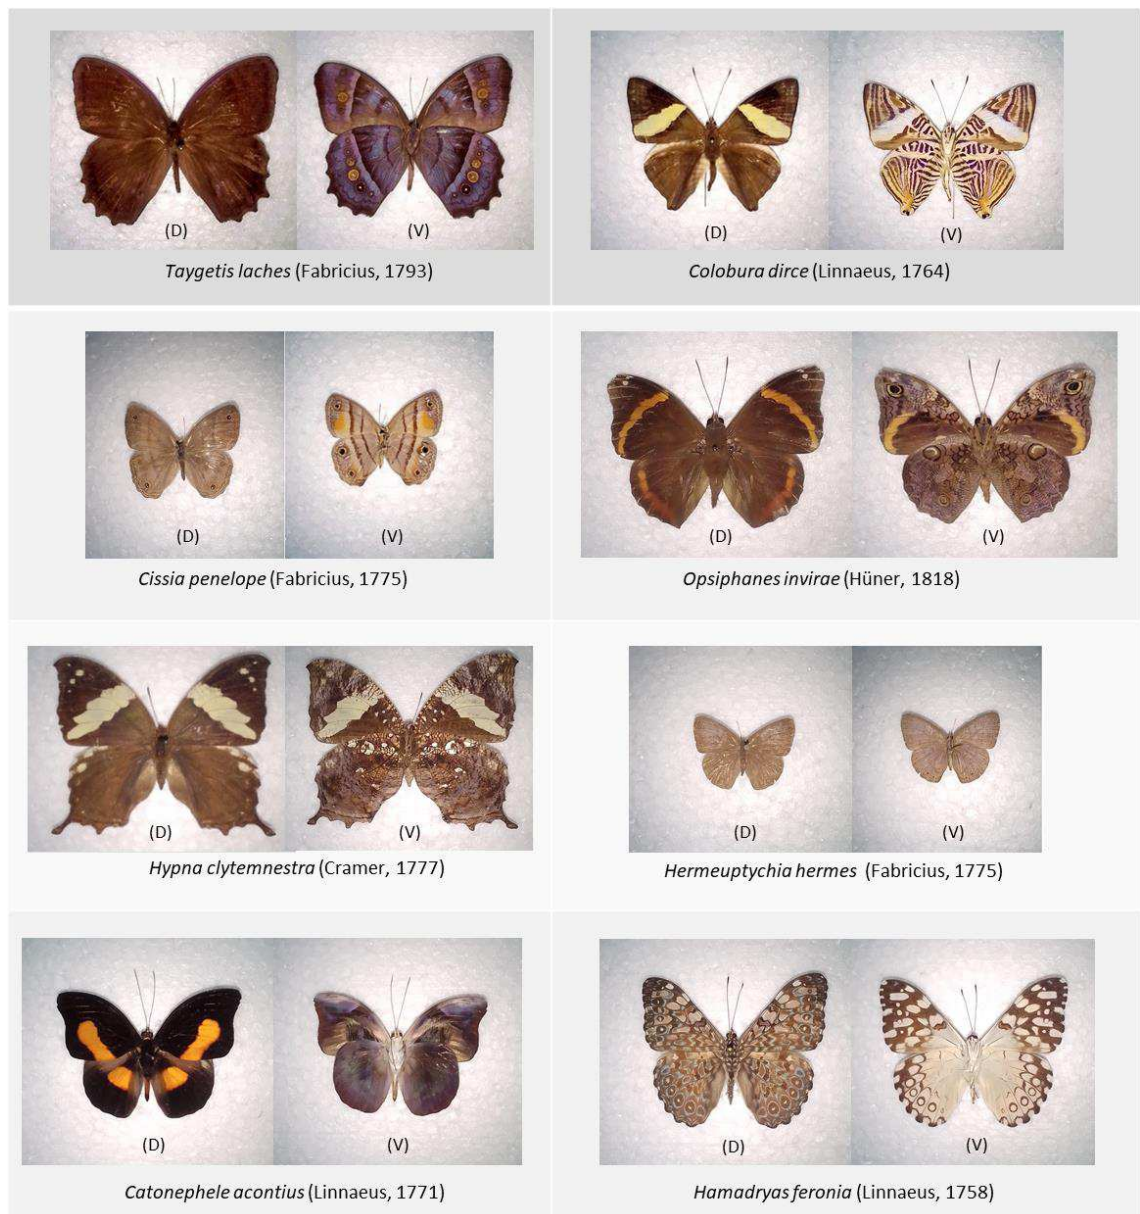 (D) (V) (D) (V)
Taygetis laches (Fabricius, 1793) Colobura dirce (Linnaeus, 1764)
(D) (V) (D) (V)
Cissia penelope (Fabricius, 1775) Opsiphanes invirae (Hüner, 1818)
(D) (V) (D) (V)
Hypna clytemnestra (Cramer, 1777) Hermeuptychia hermes (Fabricius, 1775)
(D) (V) (D) (V)
Catonephele acontius (Linnaeus, 1771) Hamadryas feronia (Linnaeus, 1758)